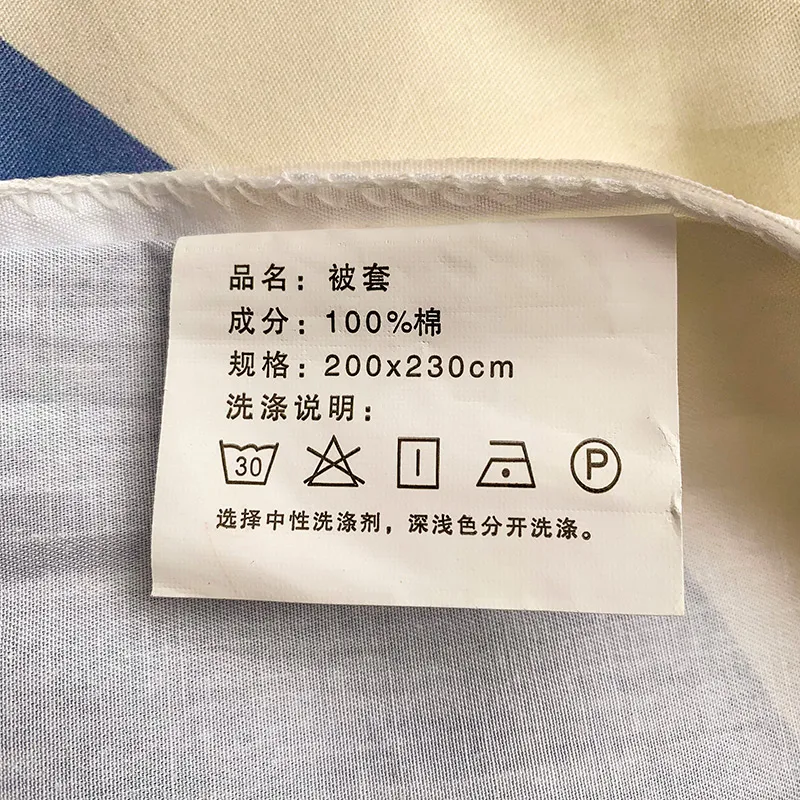 品名：被套
成分：100%棉
规格：200x230cm
洗涤说明：
30 P
选择中性洗涤剂，深浅色分开洗涤。